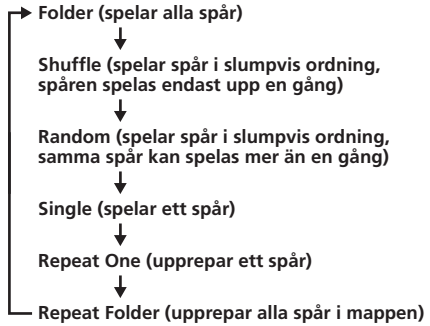 Folder (spelar alla spår)
Shuffle (spelar spår i slumpvis ordning,
spåren spelas endast upp en gång)
Random (spelar spår i slumpvis ordning,
samma spår kan spelas mer än en gång)
Single (spelar ett spår)
Repeat One (upprepar ett spår)
Repeat Folder (upprepar alla spår i mappen)